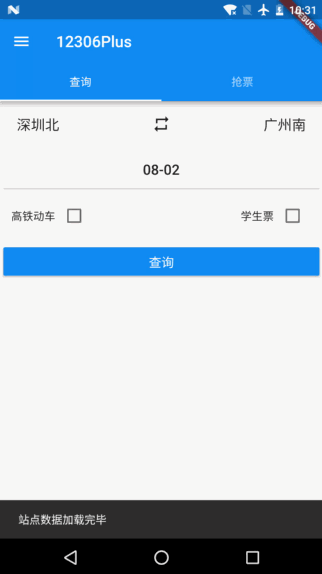 10:31
DEBUG
12306Plus
查询
抢票
深圳北
广州南
08-02
高铁动车
学生票
查询
站点数据加载完毕